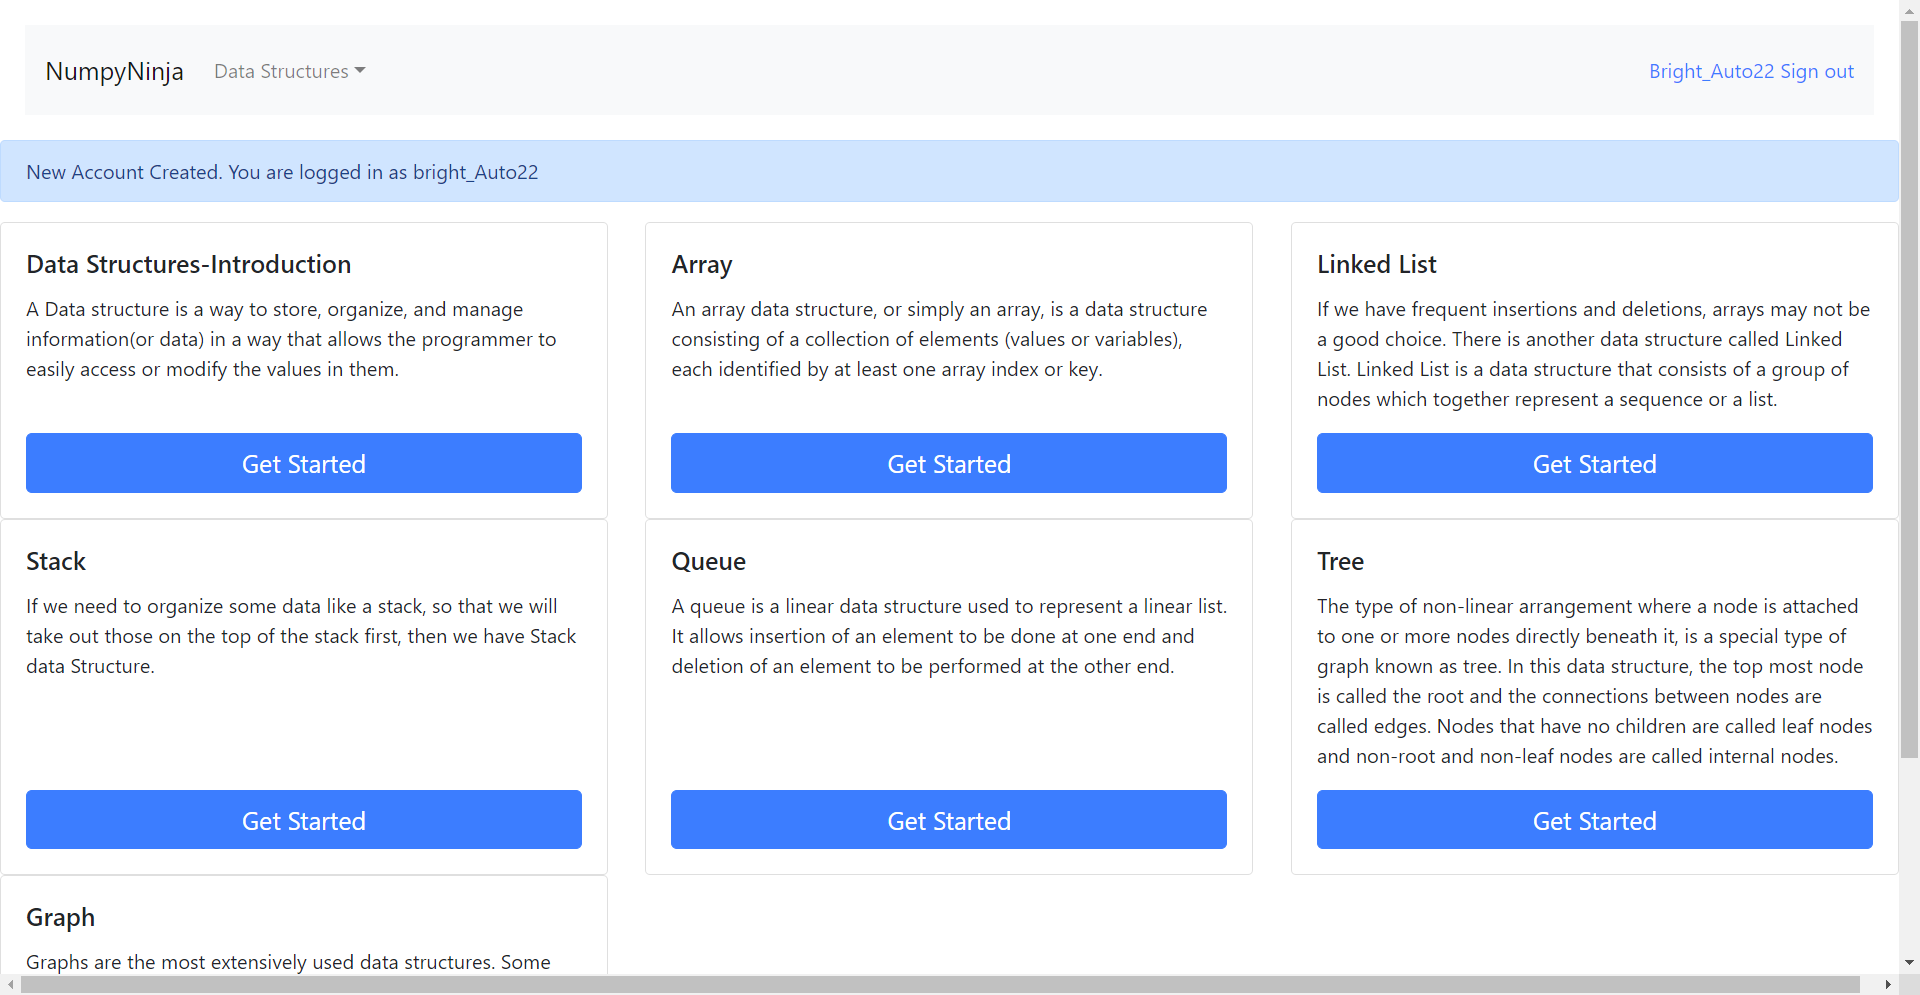 NumpyNinja
Data Structures
Bright_Auto22 Sign out
New Account Created. You are logged in as bright_Auto22
Data Structures-Introduction
A Data structure is a way to store, organize, and manage
information(or data) in a way that allows the programmer to
easily access or modify the values in them.
Get Started
Array
An array data structure, or simply an array, is a data structure
consisting of a collection of elements (values or variables),
each identified by at least one array index or key.
Get Started
Linked List
If we have frequent insertions and deletions, arrays may not be
a good choice. There is another data structure called Linked
List. Linked List is a data structure that consists of a group of
nodes which together represent a sequence or a list.
Get Started
Stack
If we need to organize some data like a stack, so that we will
take out those on the top of the stack first, then we have Stack
data Structure.
Get Started
Queue
A queue is a linear data structure used to represent a linear list.
It allows insertion of an element to be done at one end and
deletion of an element to be performed at the other end.
Get Started
Tree
The type of non-linear arrangement where a node is attached
to one or more nodes directly beneath it, is a special type of
graph known as tree. In this data structure, the top most node
is called the root and the connections between nodes are
called edges. Nodes that have no children are called leaf nodes
and non-root and non-leaf nodes are called internal nodes.
Get Started
Graph
Graphs are the most extensively used data structures. Some